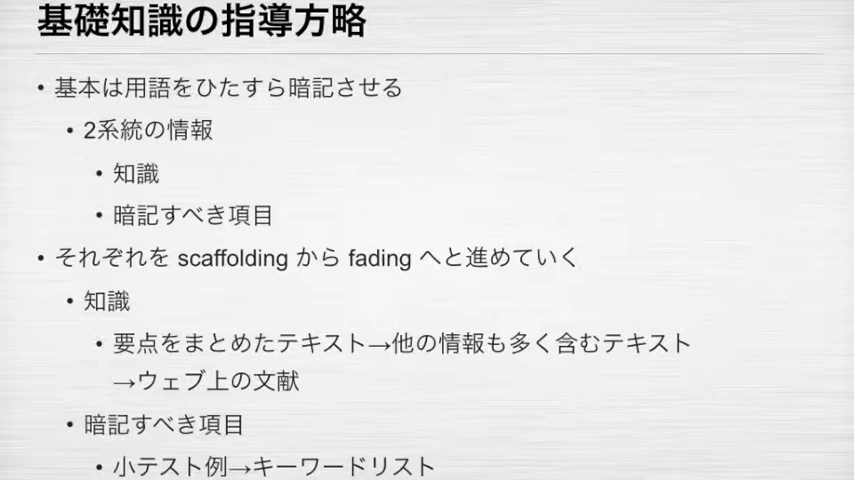 基礎知識の指導方略
• 基本は用語をひたすら暗記させる
• 2系統の情報
• 知識
• 暗記すべき項目
• それぞれを scaffolding から fading へと進めていく
• 知識
• 要点をまとめたテキスト→他の情報も多く含むテキスト
→ウェブ上の文献
• 暗記すべき項目
• 小テスト例→キーワードリスト